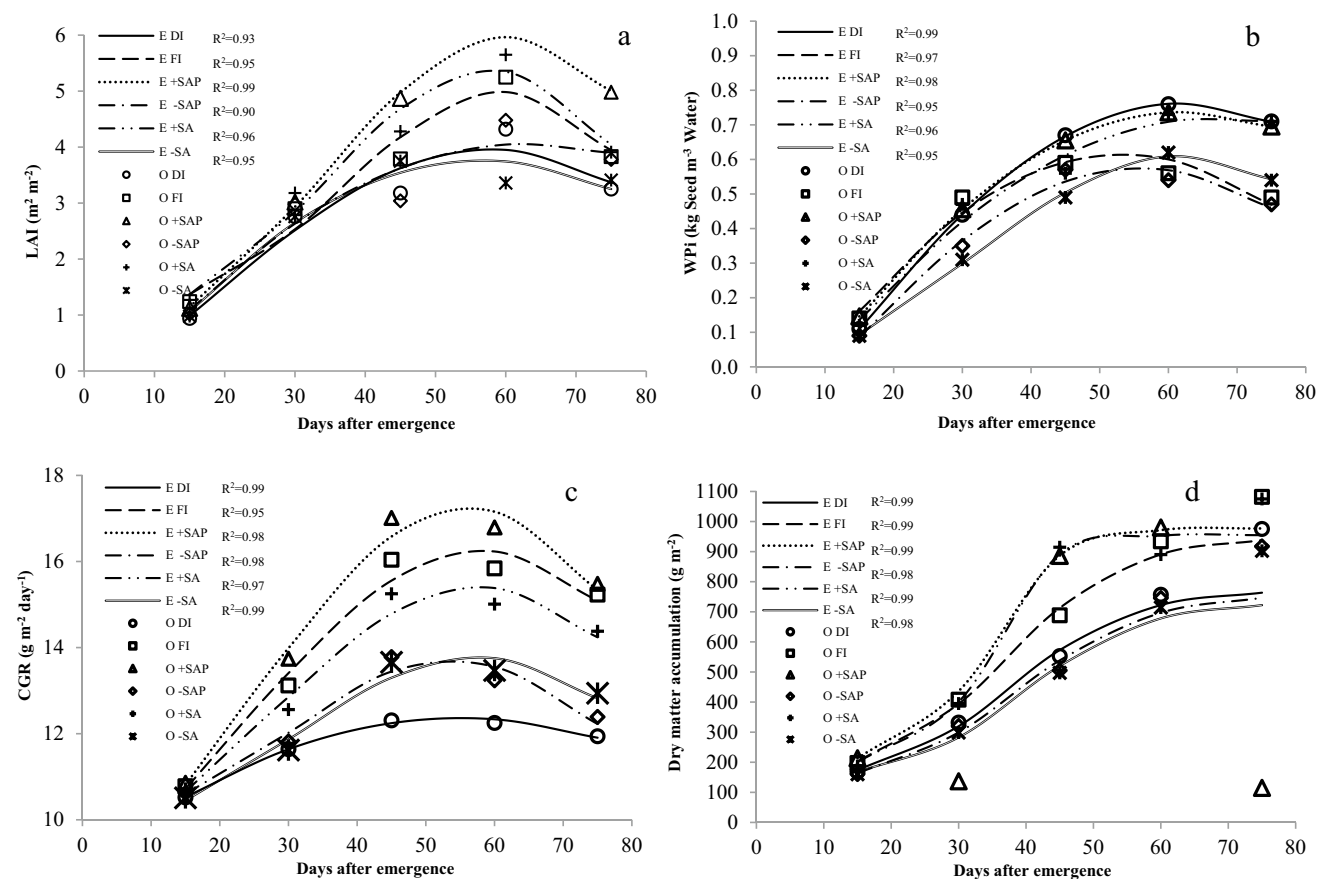 a
LAI (m² m⁻²)
6
5
4
3
2
1
0
E DI R²=0.93
E FI R²=0.95
E +SAP R²=0.99
E -SAP R²=0.90
E +SA R²=0.96
E -SA R²=0.95
O DI
O FI
O +SAP
O -SAP
O +SA
O -SA
0 10 20 30 40 50 60 70 80
Days after emergence
b
WPi (kg Seed m⁻³ Water)
1.0
0.9
0.8
0.7
0.6
0.5
0.4
0.3
0.2
0.1
0.0
E DI R²=0.99
E FI R²=0.97
E +SAP R²=0.98
E -SAP R²=0.95
E +SA R²=0.96
E -SA R²=0.95
O DI
O FI
O +SAP
O -SAP
O +SA
O -SA
0 10 20 30 40 50 60 70 80
Days after emergence
c
CGR (g m⁻² day⁻¹)
18
16
14
12
10
E DI R²=0.99
E FI R²=0.95
E +SAP R²=0.98
E -SAP R²=0.98
E +SA R²=0.97
E -SA R²=0.99
O DI
O FI
O +SAP
O -SAP
O +SA
O -SA
0 10 20 30 40 50 60 70 80
Days after emergence
d
Dry matter accumulation (g m⁻²)
1100
1000
900
800
700
600
500
400
300
200
100
0
E DI R²=0.99
E FI R²=0.99
E +SAP R²=0.99
E -SAP R²=0.98
E +SA R²=0.99
E -SA R²=0.98
O DI
O FI
O +SAP
O -SAP
O +SA
O -SA
0 10 20 30 40 50 60 70 80
Days after emergence